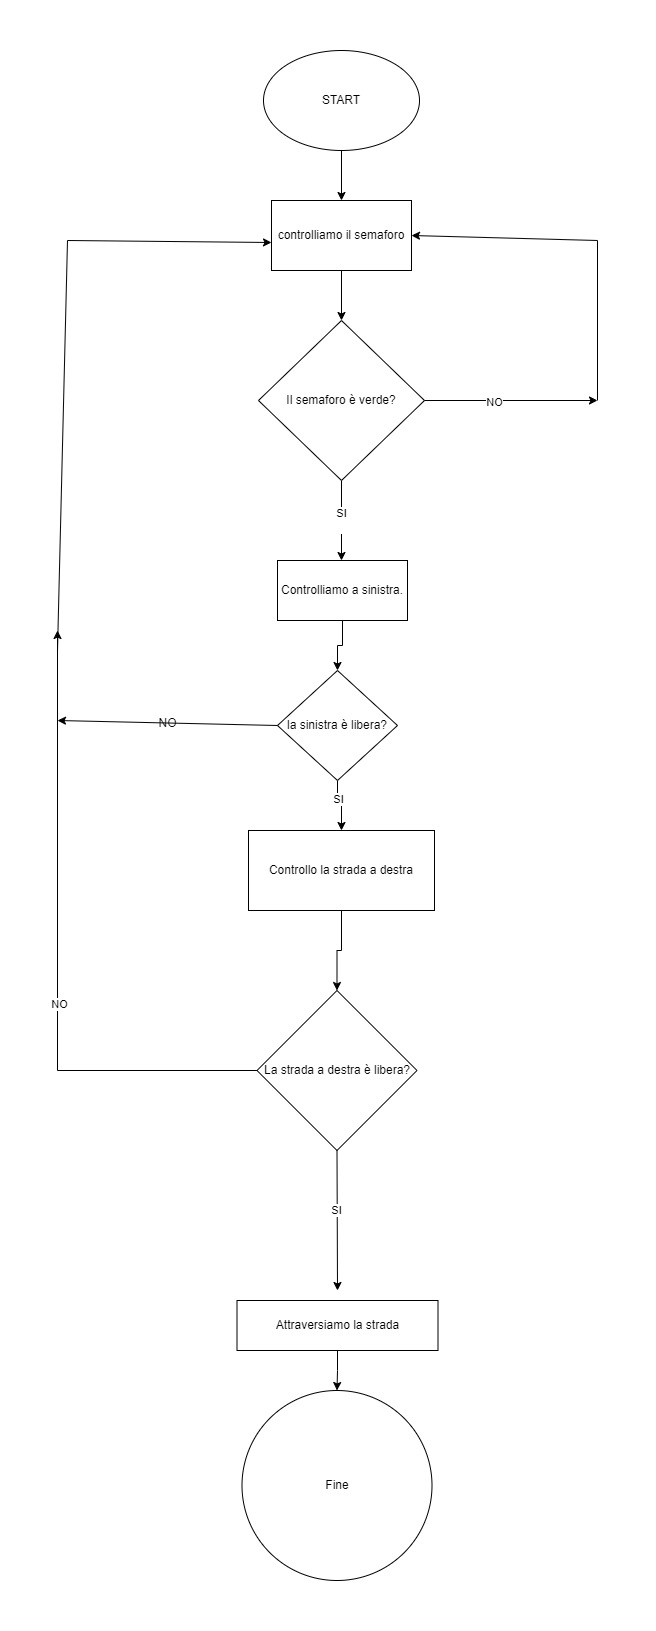 START
controlliamo il semaforo
Il semaforo è verde?
NO
SI
Controlliamo a sinistra.
la sinistra è libera?
NO
SI
Controllo la strada a destra
NO
La strada a destra è libera?
SI
Attraversiamo la strada
Fine